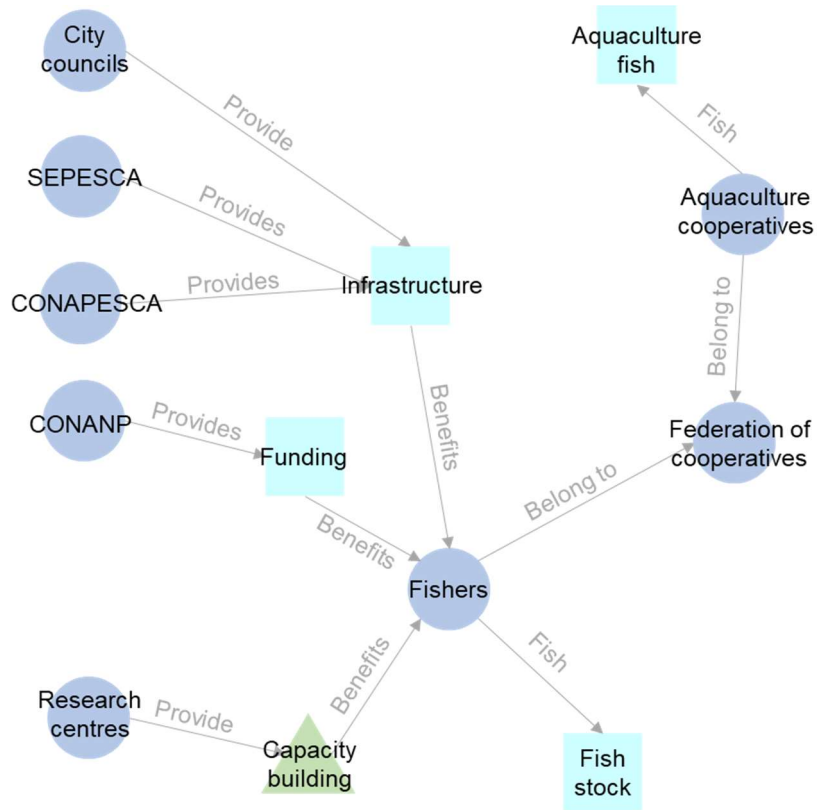 City
councils
Aquaculture
fish
Provide
Fish
SEPESCA
Provides
Aquaculture
cooperatives
CONAPESCA
Provides
Infrastructure
Belong to
CONANP
Provides
Funding
Benefits
Federation of
cooperatives
Benefits
Belong to
Fishers
Research
centres
Provide
Benefits
Fish
Capacity
building
Fish
stock